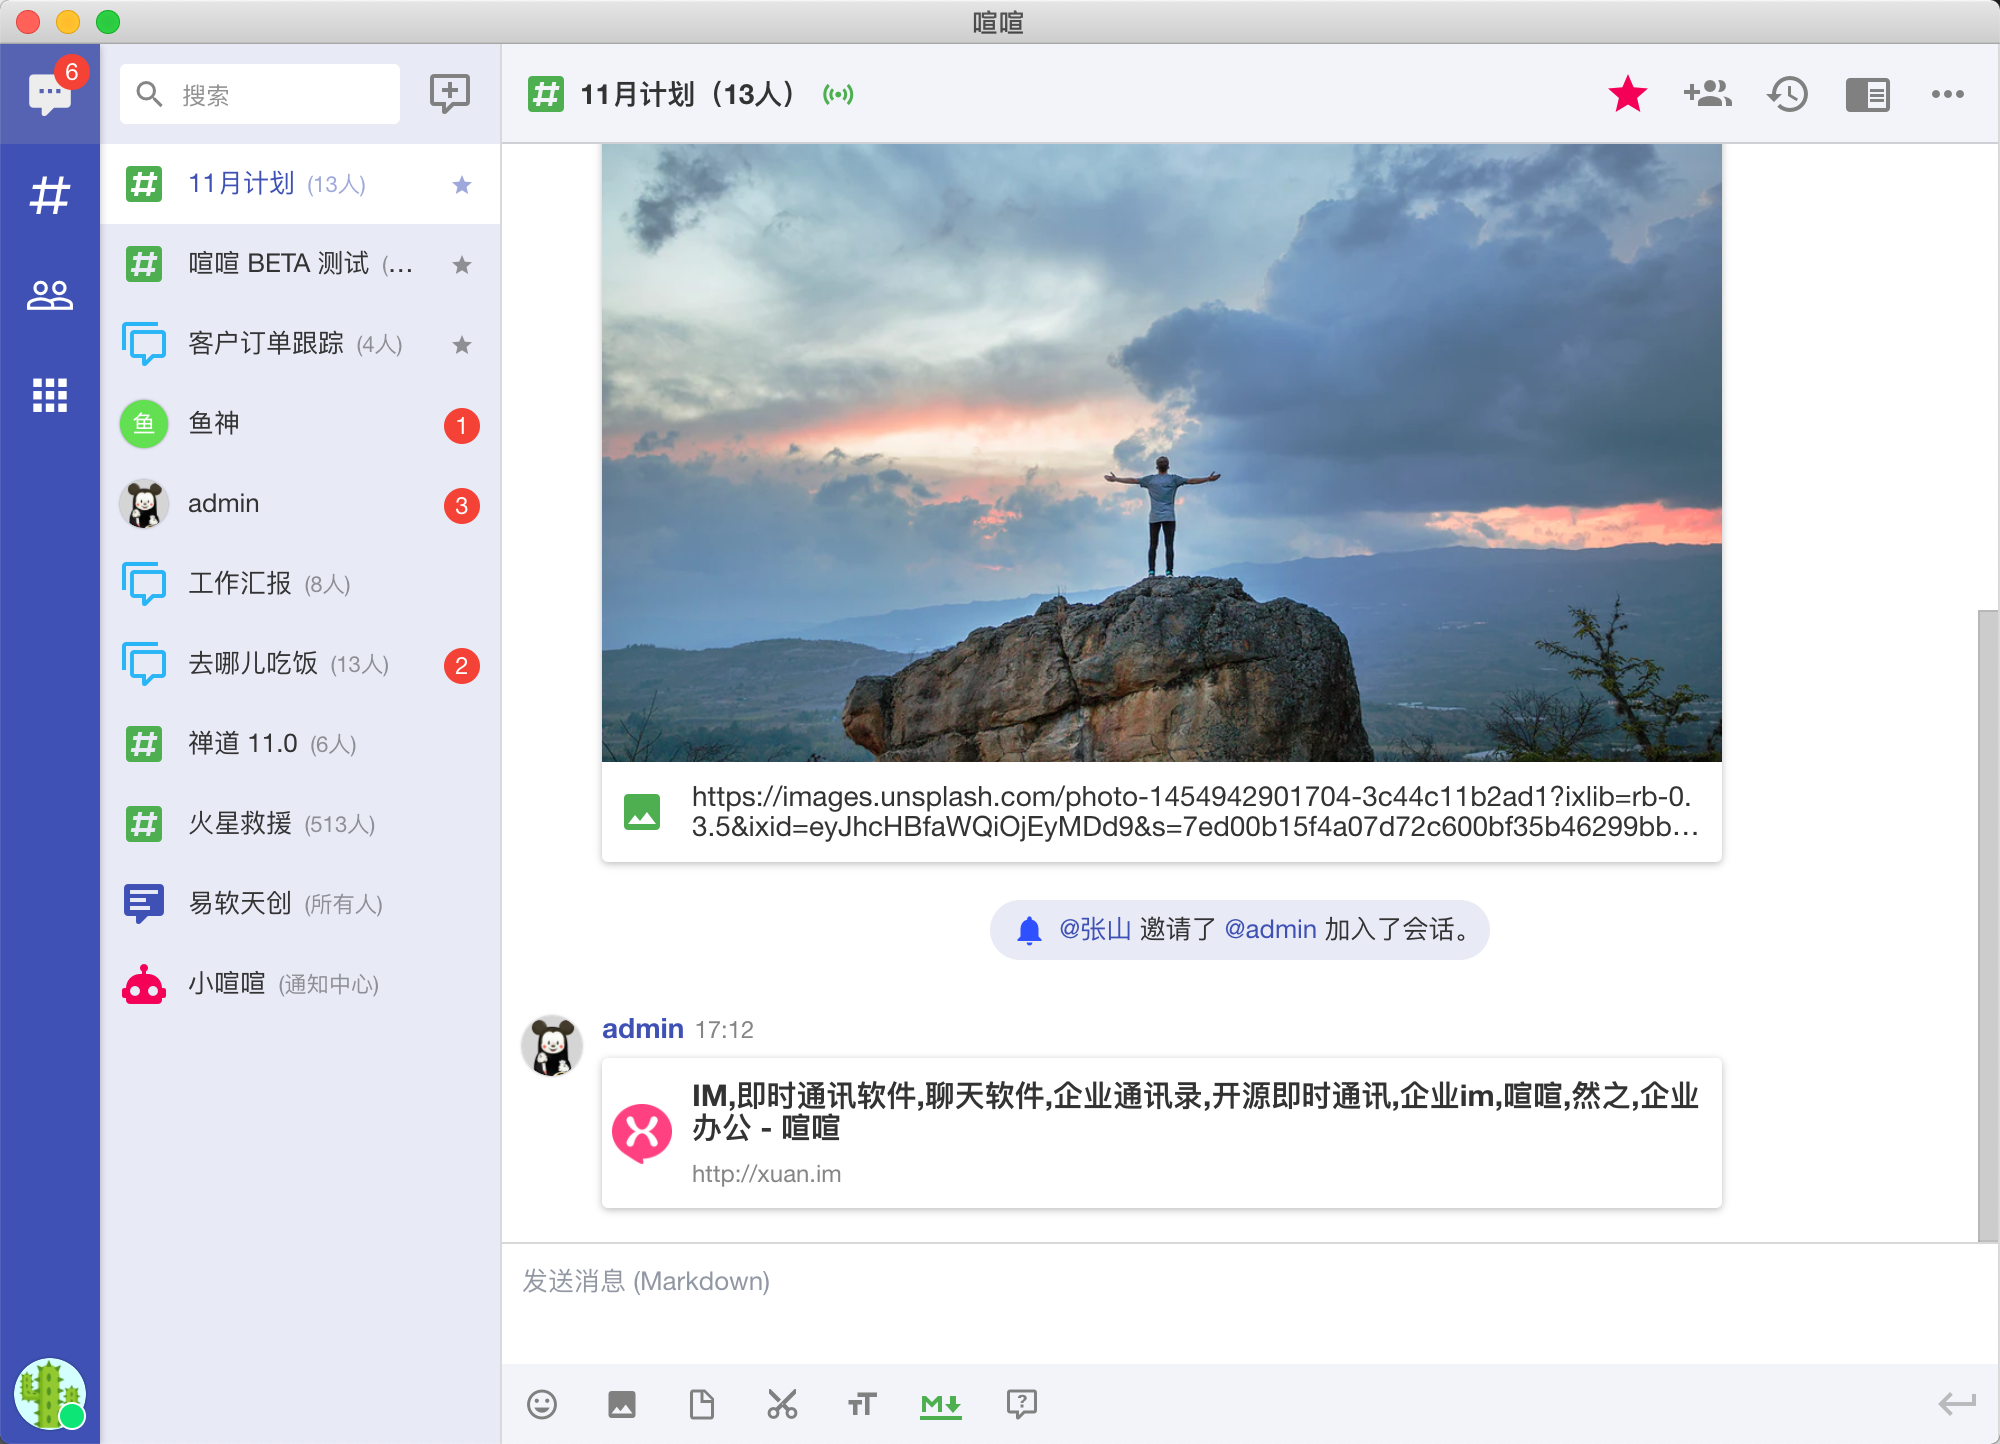 喧喧
6
搜索
11月计划 (13人)
喧喧 BETA 测试 (...
客户订单跟踪 (4人)
鱼 鱼神 1
admin 3
工作汇报 (8人)
去哪儿吃饭 (13人) 2
禅道 11.0 (6人)
火星救援 (513人)
易软天创 (所有人)
小喧喧 (通知中心)
11月计划（13人）
https://images.unsplash.com/photo-1454942901704-3c44c11b2ad1?ixlib=rb-0.
3.5&ixid=eyJhcHBfaWQiOjEyMDd9&s=7ed00b15f4a07d72c600bf35b46299bb...
@张山 邀请了 @admin 加入了会话。
admin 17:12
IM,即时通讯软件,聊天软件,企业通讯录,开源即时通讯,企业im,喧喧,然之,企业
办公 - 喧喧
http://xuan.im
发送消息 (Markdown)